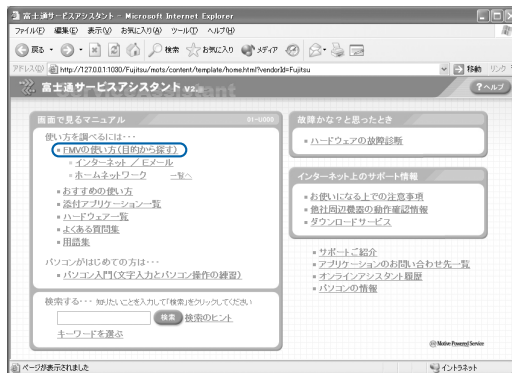 富士通サービスアシスタント - Microsoft Internet Explorer
ファイル(F) 編集(E) 表示(V) お気に入り(A) ツール(T) ヘルプ(H)
戻る 検索 お気に入り メディア
アドレス(D) http://127.0.0.1:1030/Fujitsu/mots/content/template/home.html?vendorId=Fujitsu 移動 リンク
富士通サービスアシスタント V2.2 ?ヘルプ
画面で見るマニュアル 01-U000
使い方を調べるには・・・
FMVの使い方(目的から探す)
インターネット / Eメール
ホームネットワーク 一覧へ
おすすめの使い方
添付アプリケーション一覧
ハードウェア一覧
よくある質問集
用語集
パソコンがはじめての方は・・・
パソコン入門(文字入力とパソコン操作の練習)
検索する・・・ 知りたいことを入力して「検索」をクリックしてください
検索 検索のヒント
キーワードを選ぶ
故障かな?と思ったとき
ハードウェアの故障診断
インターネット上のサポート情報
お使いになる上での注意事項
他社周辺機器の動作確認情報
ダウンロードサービス
サポートご紹介
アプリケーションのお問い合わせ先一覧
オンラインアシスタント履歴
パソコンの情報
Motive Powered Service
ページが表示されました イントラネット